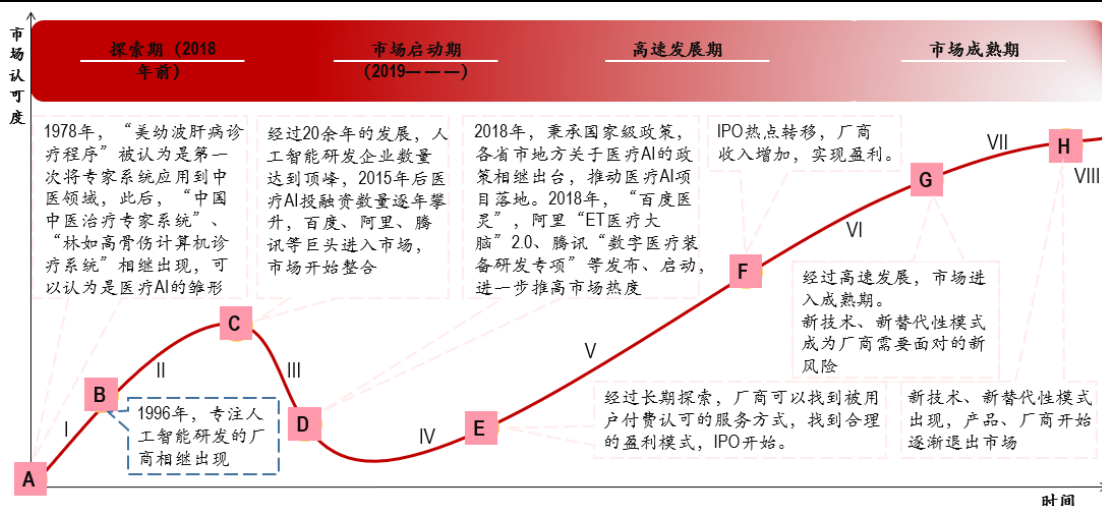 市场认可度
探索期（2018
年前）
市场启动期
（2019———）
高速发展期
市场成熟期
1978年，“美幼波肝病诊
疗程序”被认为是第一
次将专家系统应用到中
医领域，此后，“中国
中医治疗专家系统”、
“林如高骨伤计算机诊
疗系统”相继出现，可
以认为是医疗AI的雏形
经过20余年的发展，人
工智能研发企业数量
达到顶峰，2015年后医
疗AI投融资数量逐年攀
升，百度、阿里、腾
讯等巨头进入市场，
市场开始整合
2018年，秉承国家级政策，
各省市地方关于医疗AI的政
策相继出台，推动医疗AI项
目落地。2018年，“百度医
灵”，阿里“ET医疗大
脑”2.0、腾讯“数字医疗装
备研发专项”等发布、启动，
进一步推高市场热度
IPO热点转移，厂商
收入增加，实现盈利。
经过高速发展，市场进
入成熟期。
新技术、新替代性模式
成为厂商需要面对的新
风险
1996年，专注人
工智能研发的厂
商相继出现
经过长期探索，厂商可以找到被用
户付费认可的服务方式，找到合理
的盈利模式，IPO开始。
新技术、新替代性模式
出现，产品、厂商开始
逐渐退出市场
A
I
B
II
C
III
D
IV
E
V
F
VI
G
VII
H
VIII
时间